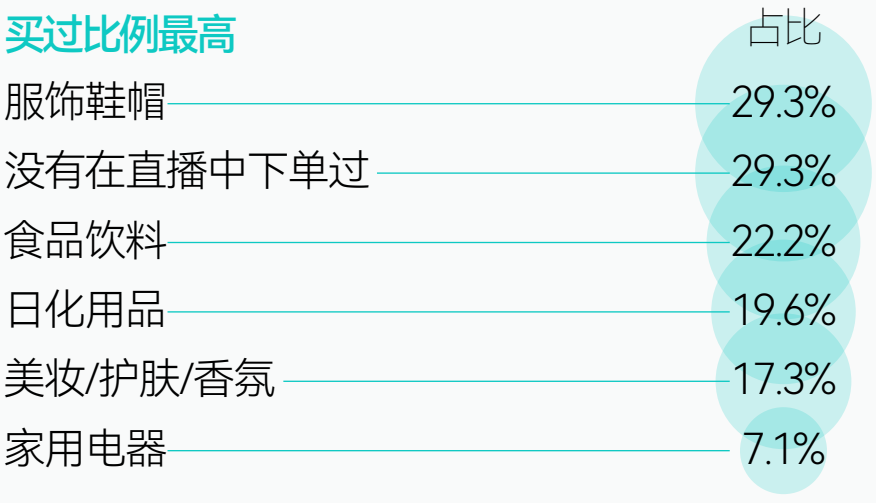 买过比例最高 占比
服饰鞋帽 29.3%
没有在直播中下单过 29.3%
食品饮料 22.2%
日化用品 19.6%
美妆/护肤/香氛 17.3%
家用电器 7.1%